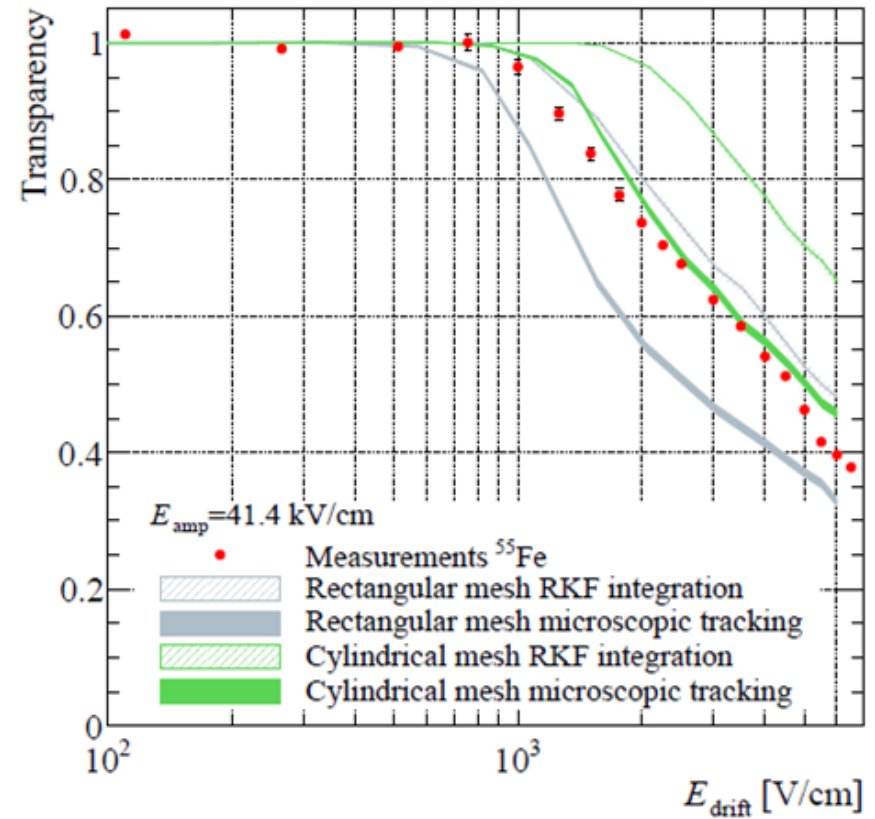 Transparency
1
0.8
0.6
0.4
0.2
0
E_amp=41.4 kV/cm
Measurements ⁵⁵Fe
Rectangular mesh RKF integration
Rectangular mesh microscopic tracking
Cylindrical mesh RKF integration
Cylindrical mesh microscopic tracking
10² 10³
E_drift [V/cm]